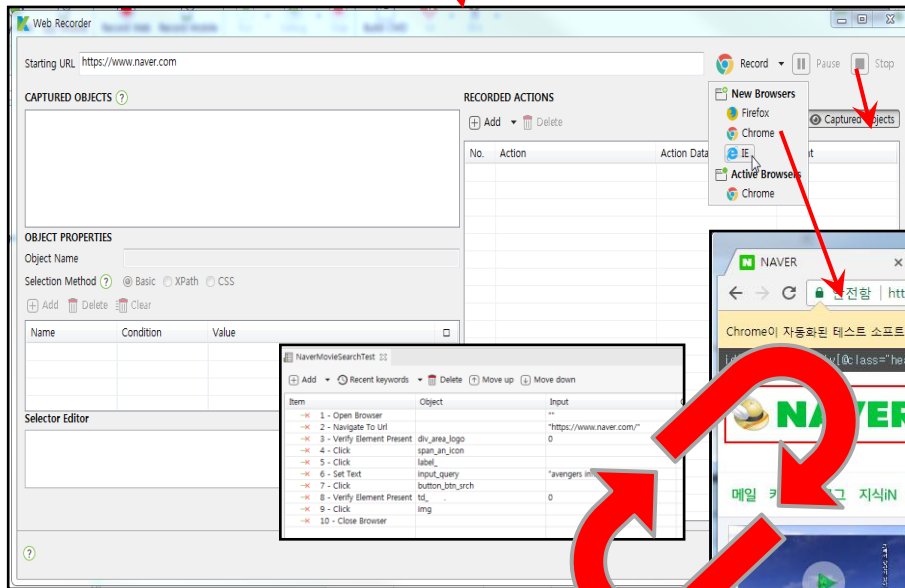 Web Recorder
Starting URL https://www.naver.com
Record
Pause
Stop
CAPTURED OBJECTS ?
RECORDED ACTIONS
New Browsers
Firefox
Chrome
IE
Active Browsers
Chrome
Add Delete
Captured Objects
No. Action Action Data
OBJECT PROPERTIES
Object Name
Selection Method ? Basic XPath CSS
Add Delete Clear
Name Condition Value
Selector Editor
NaverMovieSearchTest
Add Recent keywords Delete Move up Move down
Item Object Input
1 - Open Browser ""
2 - Navigate To Url "https://www.naver.com/"
3 - Verify Element Present div_area_logo 0
4 - Click span_an_icon
5 - Click label_
6 - Set Text input_query "avengers
7 - Click button_btn_srch
8 - Verify Element Present td_ . 0
9 - Click img
10 - Close Browser
NAVER
안전함 | htt
Chrome이 자동화된 테스트 소프트
[@class="hea
NAVER
메일 지식iN
?